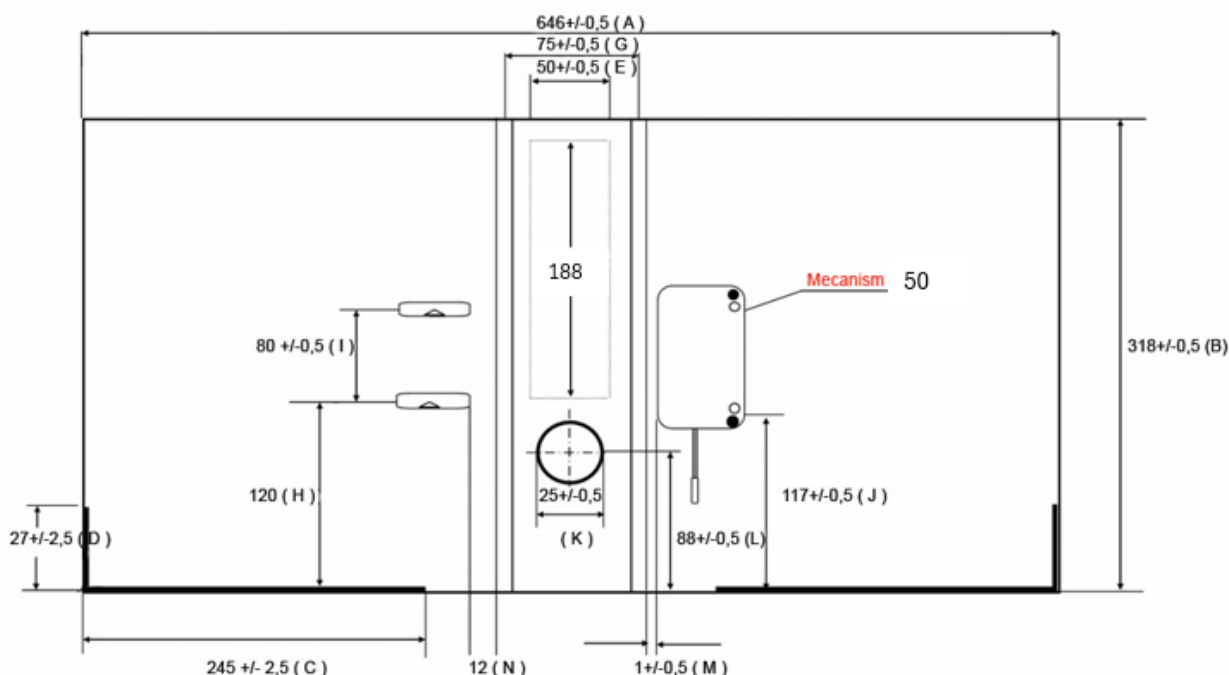 646+/-0,5 ( A )
75+/-0,5 ( G )
50+/-0,5 ( E )
188
Mecanism 50
80 +/-0,5 ( I )
318+/-0,5 (B)
120 ( H )
25+/-0,5
( K )
117+/-0,5 ( J )
27+/-2,5 ( D )
88+/-0,5 (L)
245 +/- 2,5 ( C )
12 ( N )
1+/-0,5 ( M )